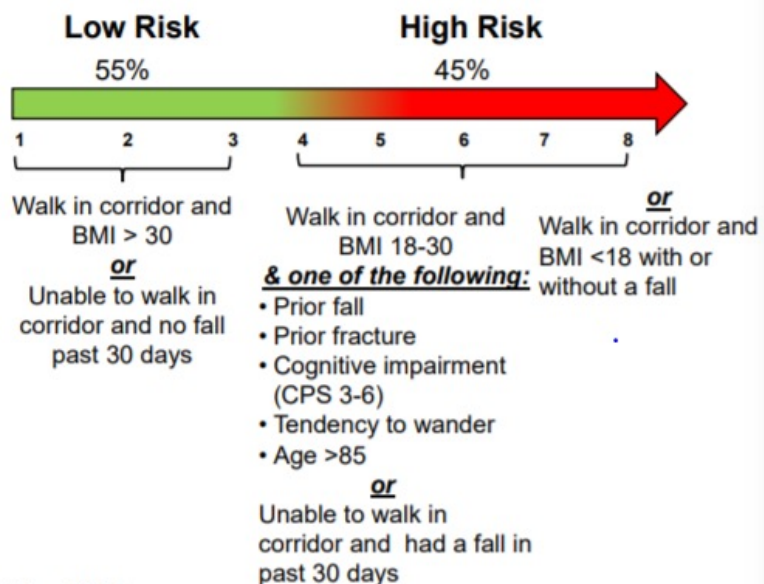 Low Risk
High Risk
55%
45%
1 2 3 4 5 6 7 8
Walk in corridor and
BMI > 30
or
Unable to walk in
corridor and no fall
past 30 days
Walk in corridor and
BMI 18-30
& one of the following:
• Prior fall
• Prior fracture
• Cognitive impairment
(CPS 3-6)
• Tendency to wander
• Age >85
or
Unable to walk in
corridor and had a fall in
past 30 days
or
Walk in corridor and
BMI <18 with or
without a fall